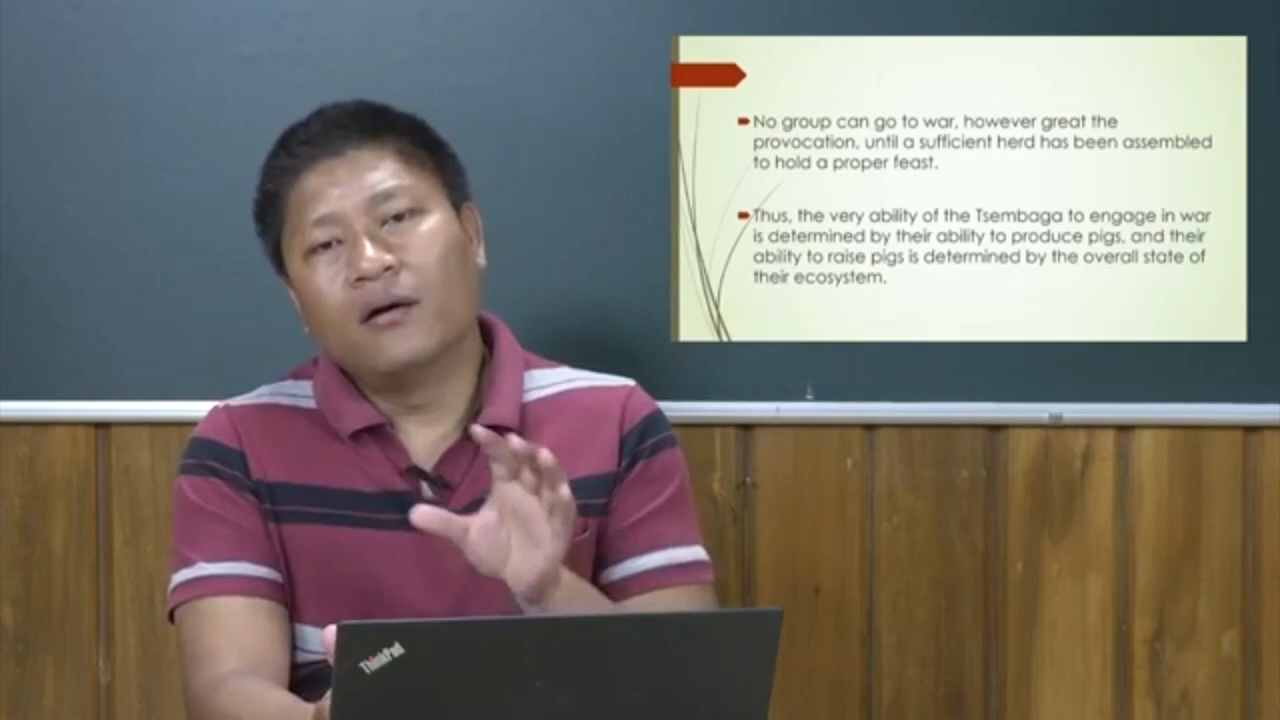 No group can go to war, however great the
provocation, until a sufficient herd has been assembled
to hold a proper feast.
Thus, the very ability of the Tsembaga to engage in war
is determined by their ability to produce pigs, and their
ability to raise pigs is determined by the overall state of
their ecosystem.
ThinkPad